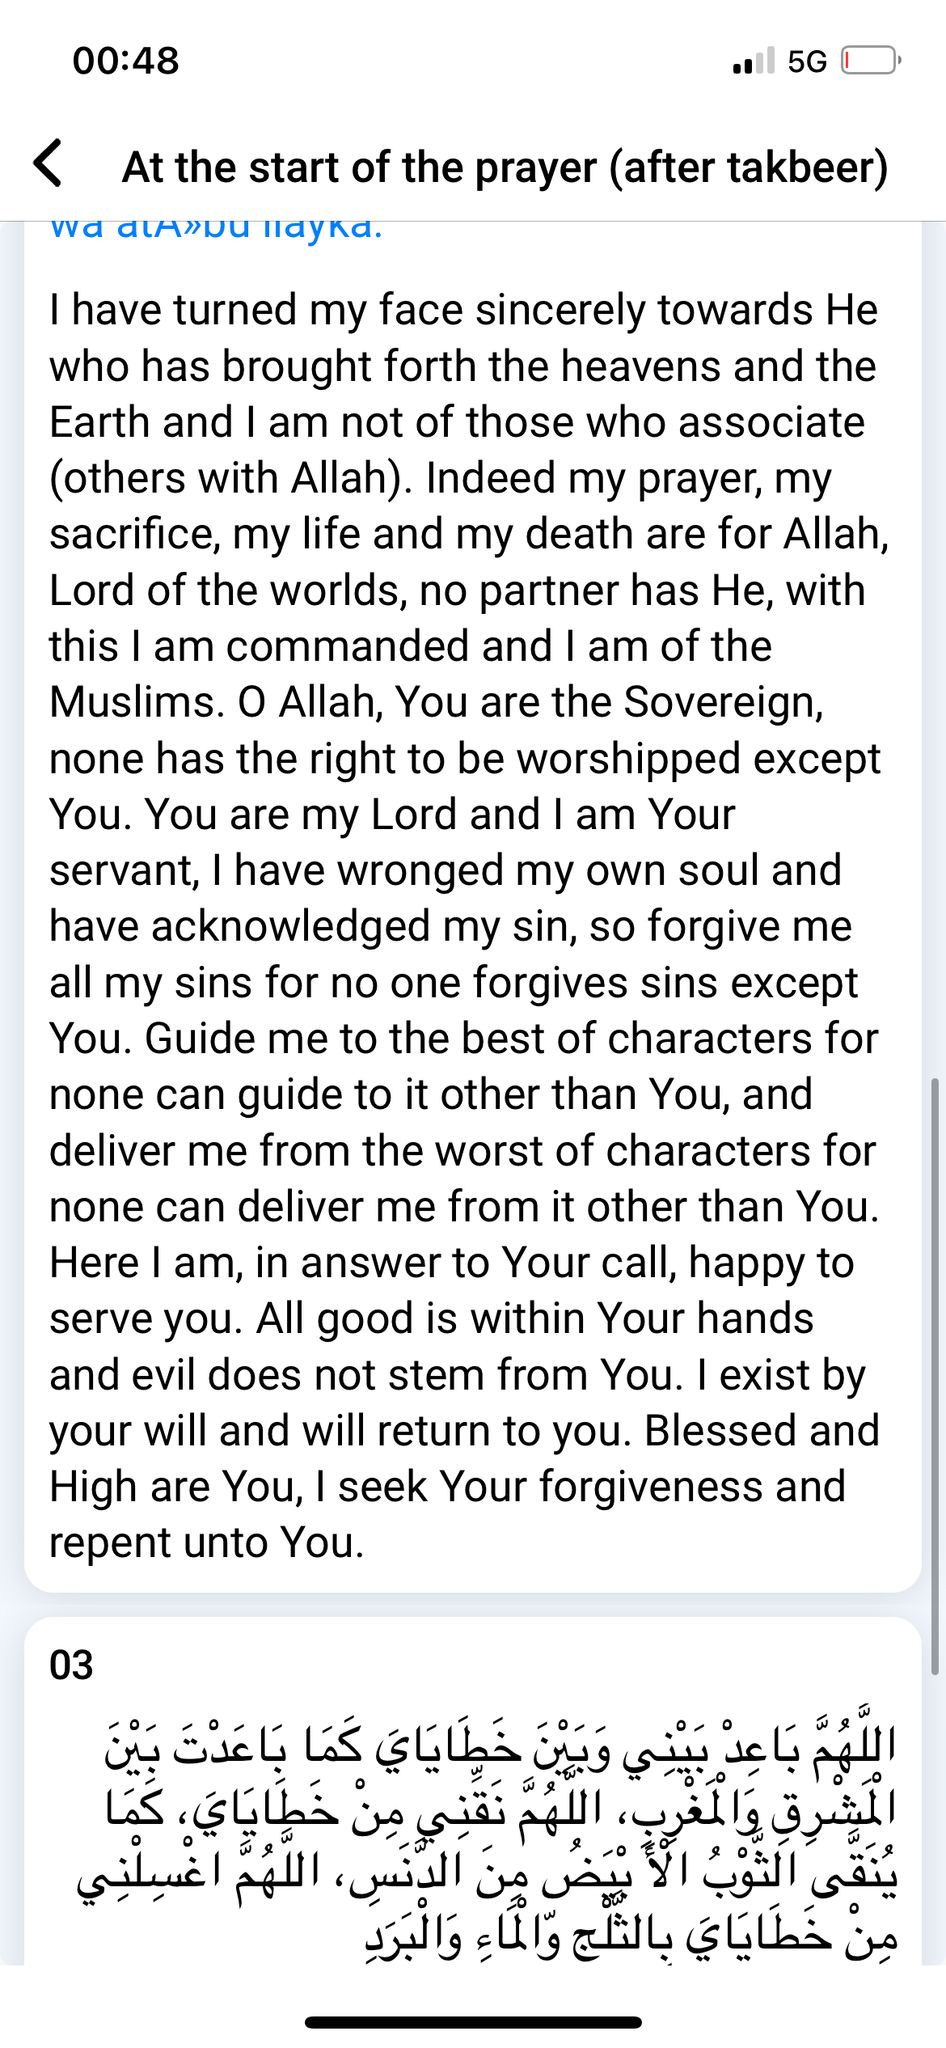 00:48
5G
At the start of the prayer (after takbeer)
wa atA»bu ilayka.
I have turned my face sincerely towards He
who has brought forth the heavens and the
Earth and I am not of those who associate
(others with Allah). Indeed my prayer, my
sacrifice, my life and my death are for Allah,
Lord of the worlds, no partner has He, with
this I am commanded and I am of the
Muslims. O Allah, You are the Sovereign,
none has the right to be worshipped except
You. You are my Lord and I am Your
servant, I have wronged my own soul and
have acknowledged my sin, so forgive me
all my sins for no one forgives sins except
You. Guide me to the best of characters for
none can guide to it other than You, and
deliver me from the worst of characters for
none can deliver me from it other than You.
Here I am, in answer to Your call, happy to
serve you. All good is within Your hands
and evil does not stem from You. I exist by
your will and will return to you. Blessed and
High are You, I seek Your forgiveness and
repent unto You.
03
اللَّهُمَّ بَاعِدْ بَيْنِي وَبَيْنَ خَطَايَايَ كَمَا بَاعَدْتَ بَيْنَ
الْمَشْرِقِ وَالْمَغْرِبِ، اللَّهُمَّ نَقِّنِي مِنْ خَطَايَايَ، كَمَا
يُنَقَّى الثَّوْبُ الْأَبْيَضُ مِنَ الدَّنَسِ، اللَّهُمَّ اغْسِلْنِي
مِنْ خَطَايَايَ بِالثَّلْجِ وَّالْمَاءِ وَالْبَرَدِ